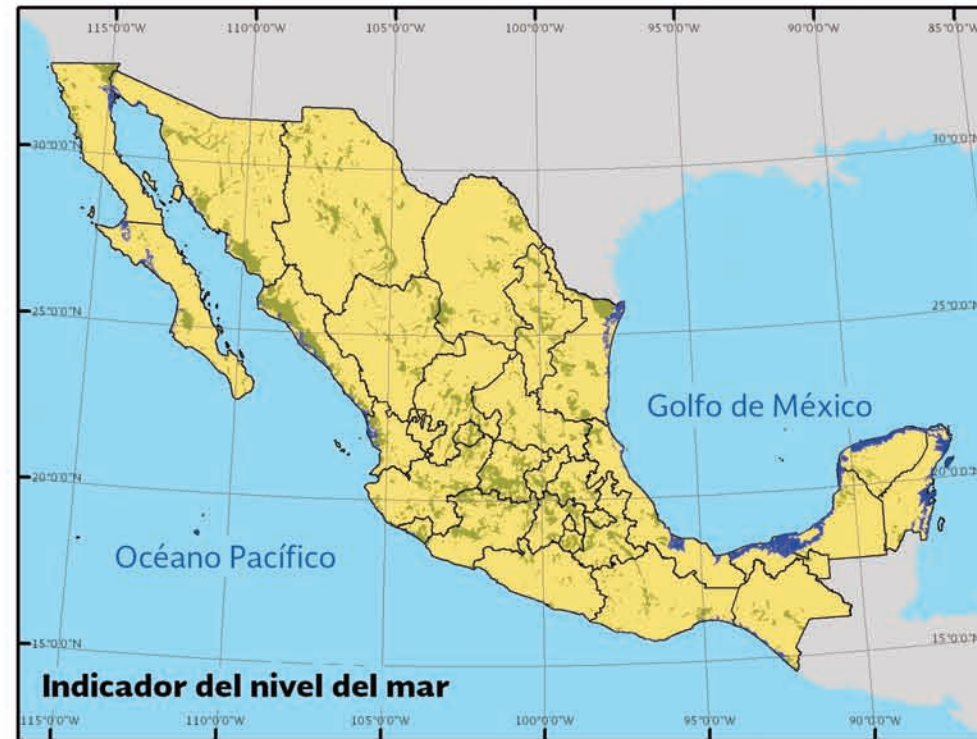 115°0'0"W 110°0'0"W 105°0'0"W 100°0'0"W 95°0'0"W 90°0'0"W 85°0'0"W
30°0'0"N 30°0'0"N
25°0'0"N 25°0'0"N
Golfo de México
20°0'0"N 20°0'0"N
Océano Pacífico
15°0'0"N 15°0'0"N
Indicador del nivel del mar
115°0'0"W 110°0'0"W 105°0'0"W 100°0'0"W 95°0'0"W 90°0'0"W